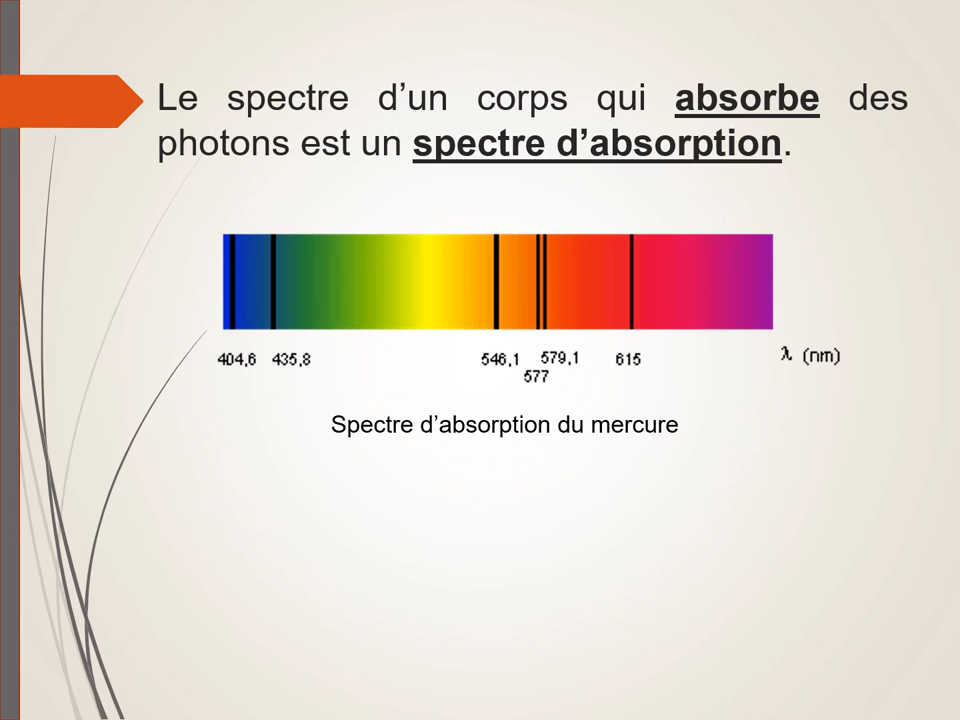 Le spectre d’un corps qui absorbe des
photons est un spectre d’absorption.
404,6 435,8 546,1 579,1 615 λ (nm)
577
Spectre d’absorption du mercure